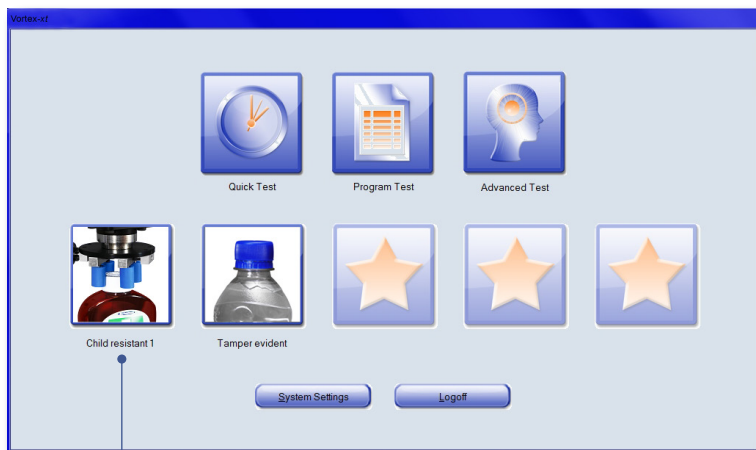 Vortex-xt
Quick Test
Program Test
Advanced Test
Child resistant 1
Tamper evident
System Settings
Logoff